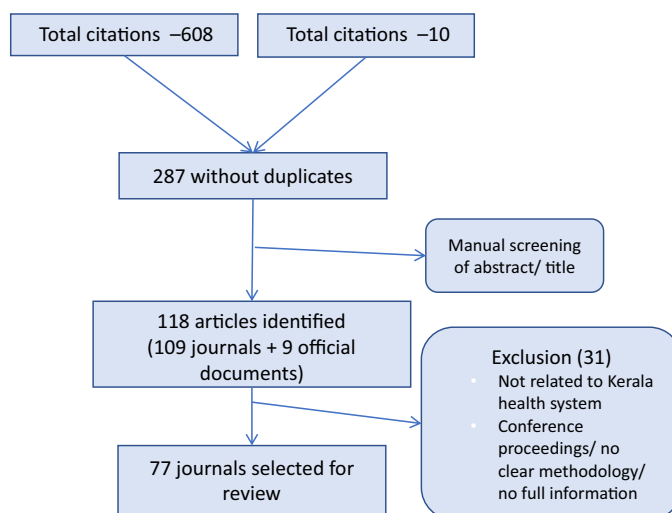 Total citations –608
Total citations –10
287 without duplicates
Manual screening
of abstract/ title
118 articles identified
(109 journals + 9 official
documents)
Exclusion (31)
• Not related to Kerala
health system
• Conference
proceedings/ no
clear methodology/
no full information
77 journals selected for
review